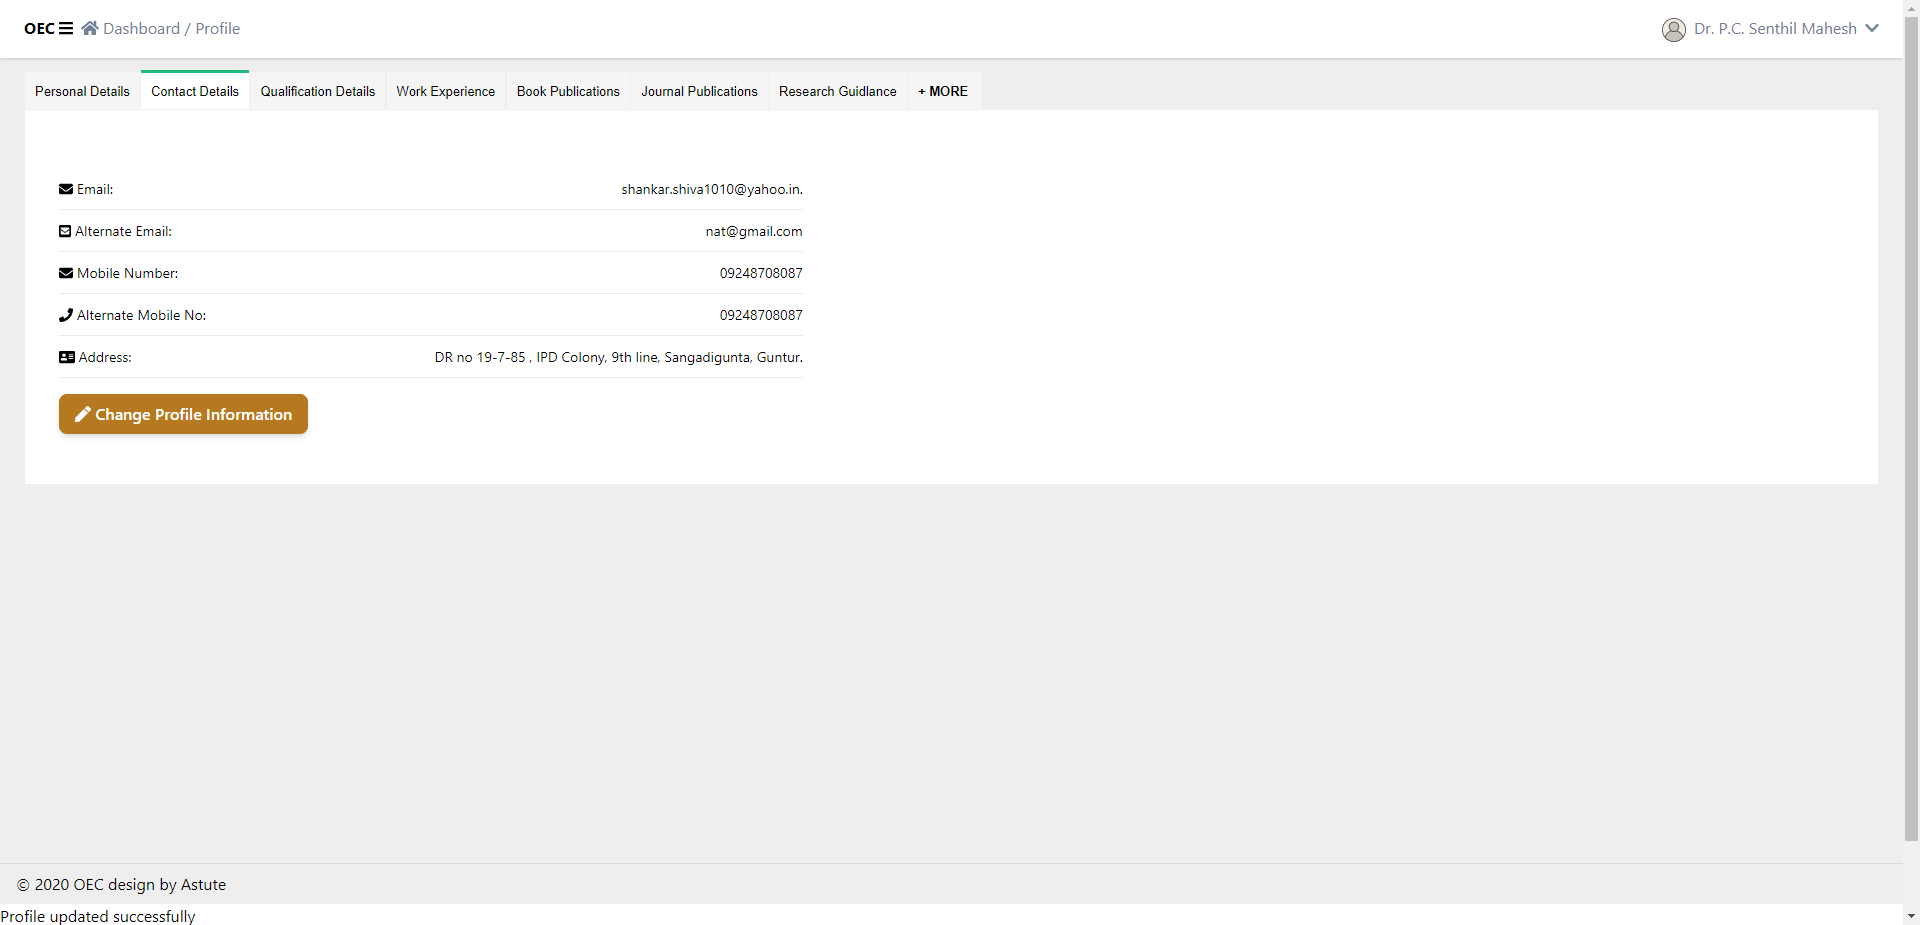 OEC Dashboard / Profile
Dr. P.C. Senthil Mahesh
Personal Details Contact Details Qualification Details Work Experience Book Publications Journal Publications Research Guidlance + MORE
Email: shankar.shiva1010@yahoo.in.
Alternate Email: nat@gmail.com
Mobile Number: 09248708087
Alternate Mobile No: 09248708087
Address: DR no 19-7-85 , IPD Colony, 9th line, Sangadigunta, Guntur.
Change Profile Information
© 2020 OEC design by Astute
Profile updated successfully